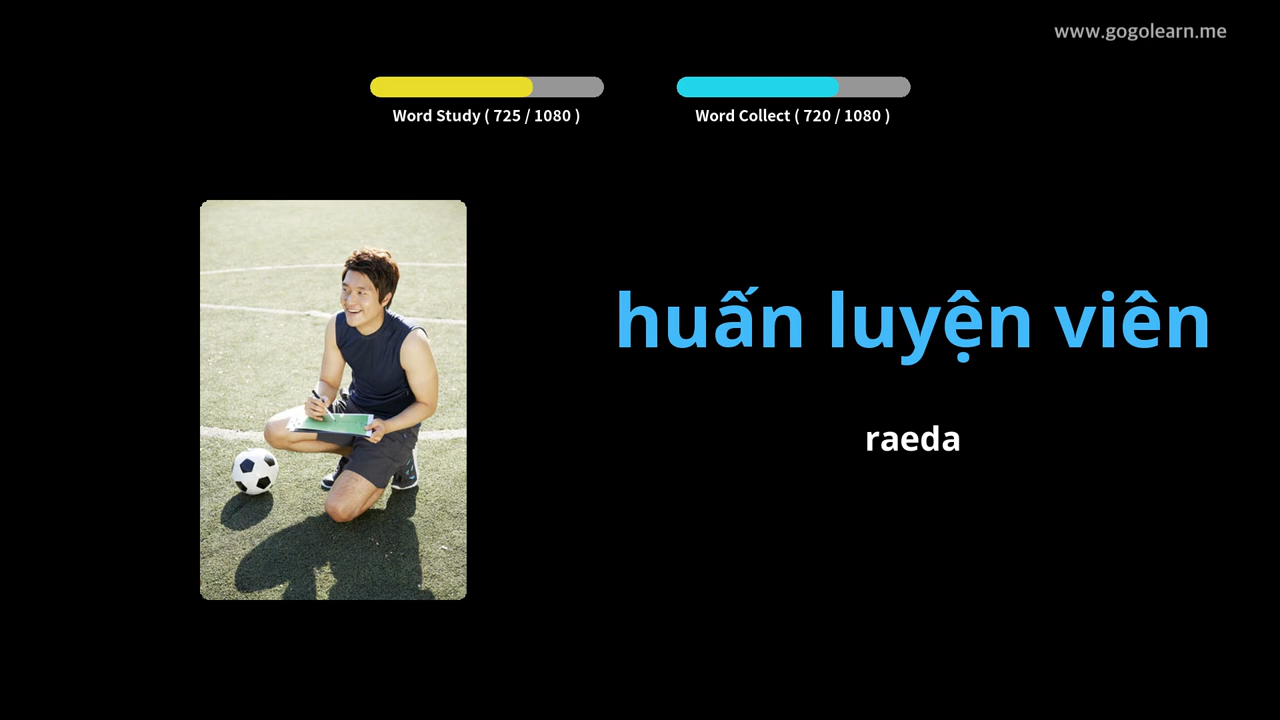 www.gogolearn.me
Word Study ( 725 / 1080 )
Word Collect ( 720 / 1080 )
huấn luyện viên
raeda